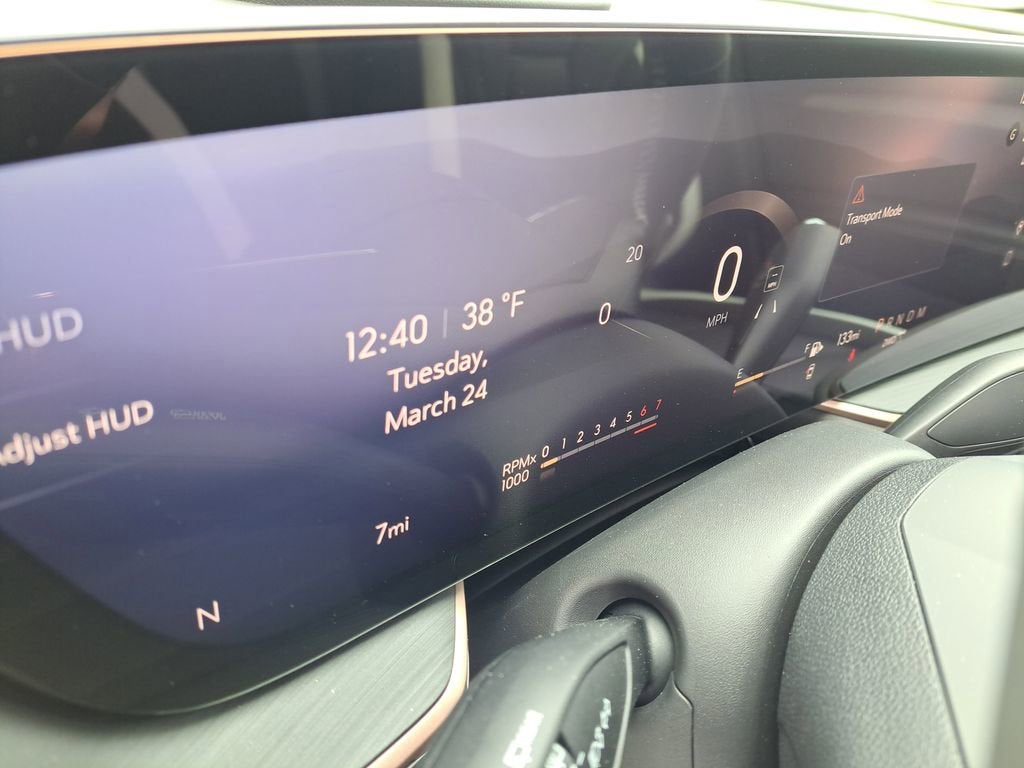 HUD
Adjust HUD
12:40 | 38 °F
Tuesday,
March 24
7mi
N
RPMx
1000
0 1 2 3 4 5 6 7
20
0
0
MPH
Transport Mode
On
E
F
133mi
PRNDM
G